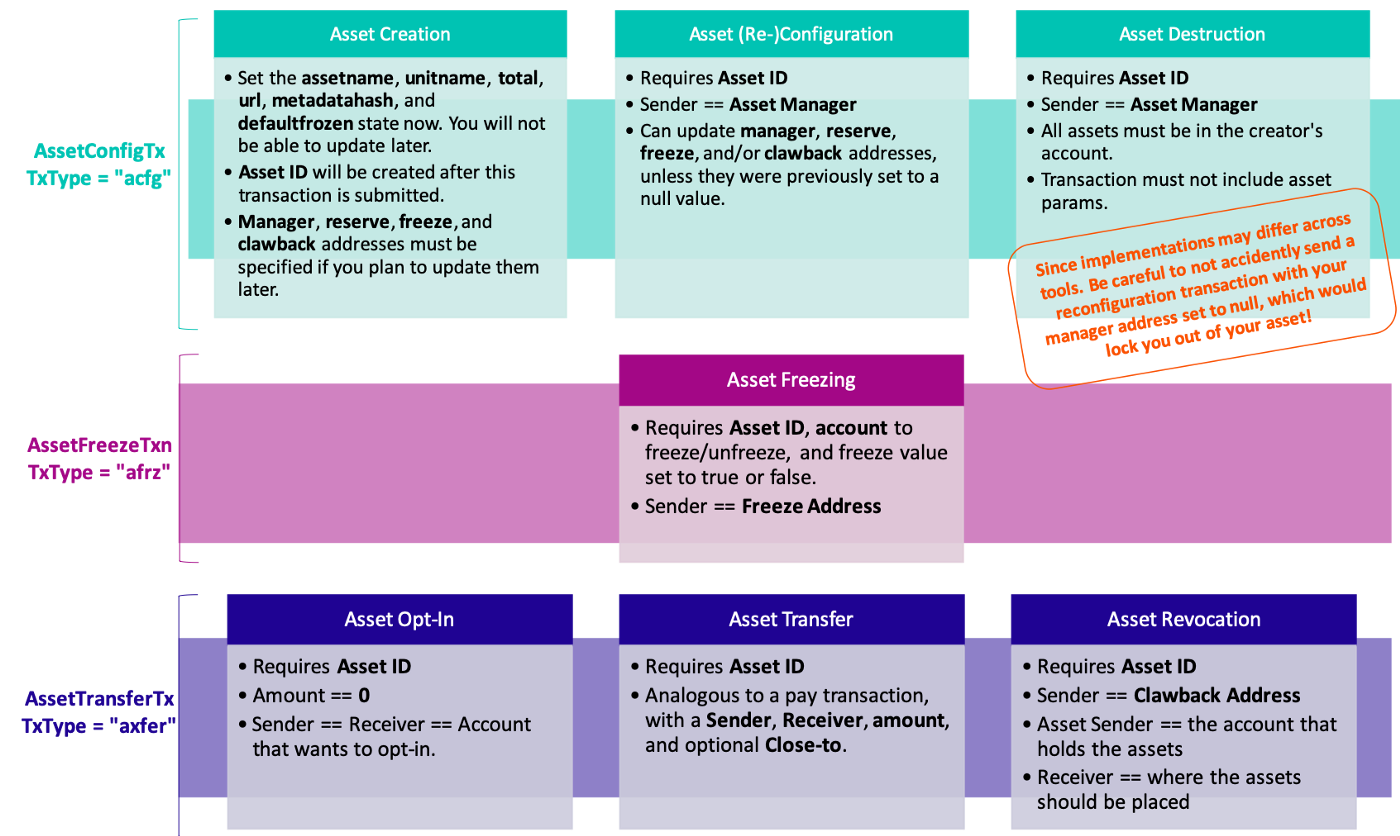 Asset Creation
• Set the assetname, unitname, total,
url, metadatahash, and
defaultfrozen state now. You will not
be able to update later.
• Asset ID will be created after this
transaction is submitted.
• Manager, reserve, freeze, and
clawback addresses must be
specified if you plan to update them
later.
Asset (Re-)Configuration
• Requires Asset ID
• Sender == Asset Manager
• Can update manager, reserve,
freeze, and/or clawback addresses,
unless they were previously set to a
null value.
Asset Destruction
• Requires Asset ID
• Sender == Asset Manager
• All assets must be in the creator's
account.
• Transaction must not include asset
params.
Since implementations may differ across
tools. Be careful to not accidently send a
reconfiguration transaction with your
manager address set to null, which would
lock you out of your asset!
AssetConfigTx
TxType = "acfg"
AssetFreezeTxn
TxType = "afrz"
Asset Freezing
• Requires Asset ID, account to
freeze/unfreeze, and freeze value
set to true or false.
• Sender == Freeze Address
AssetTransferTx
TxType = "axfer"
Asset Opt-In
• Requires Asset ID
• Amount == 0
• Sender == Receiver == Account
that wants to opt-in.
Asset Transfer
• Requires Asset ID
• Analogous to a pay transaction,
with a Sender, Receiver, amount,
and optional Close-to.
Asset Revocation
• Requires Asset ID
• Sender == Clawback Address
• Asset Sender == the account that
holds the assets
• Receiver == where the assets
should be placed